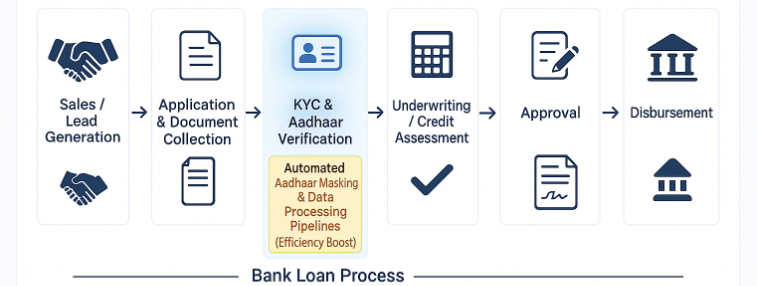 Sales /
Lead
Generation
Application
& Document
Collection
KYC &
Aadhaar
Verification
Automated
Aadhaar Masking
& Data
Processing
Pipelines
(Efficiency Boost)
Underwriting
/ Credit
Assessment
Approval
Disbursement
Bank Loan Process